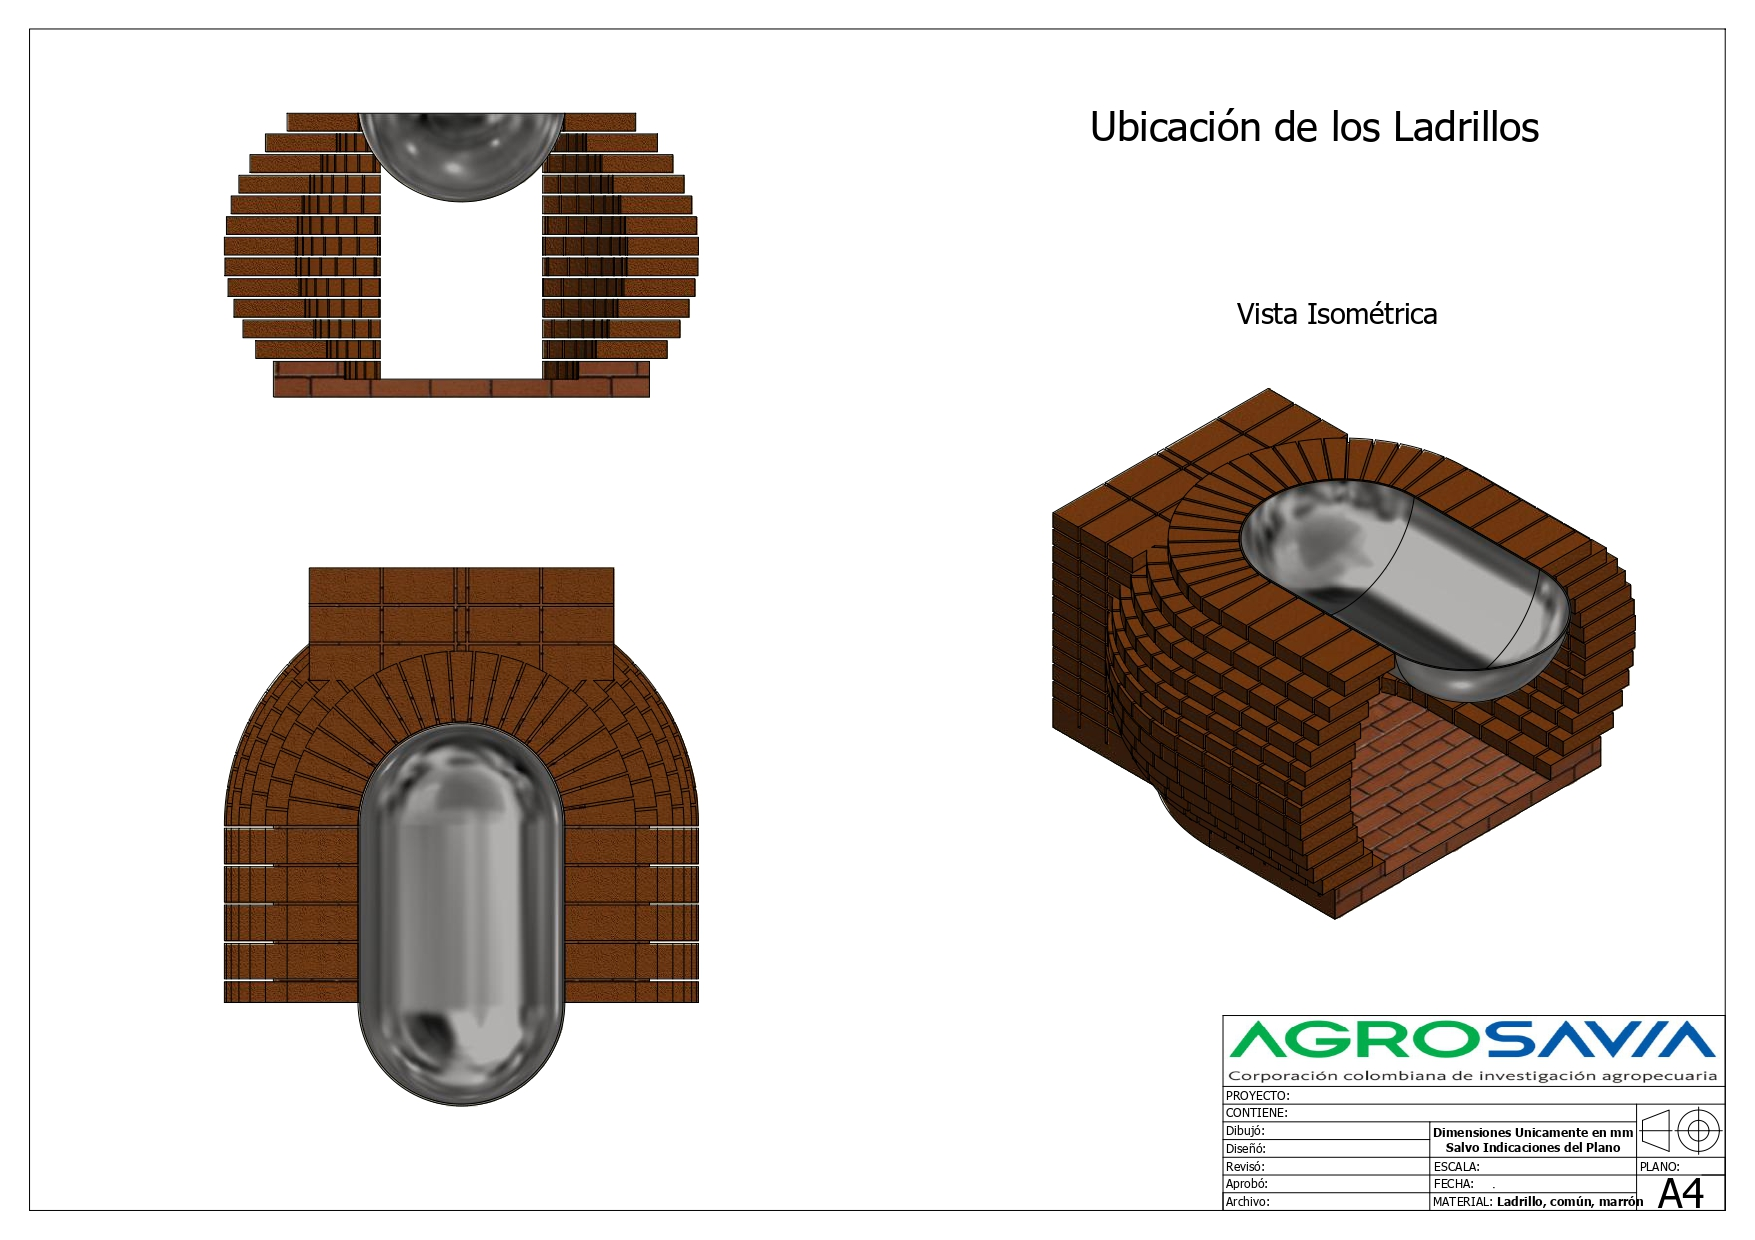 Ubicación de los Ladrillos
Vista Isométrica
AGROSAVIA
Corporación colombiana de investigación agropecuaria
PROYECTO:
CONTIENE:
Dibujó:
Diseñó:
Dimensiones Unicamente en mm
Salvo Indicaciones del Plano
Revisó:
ESCALA:
PLANO:
Aprobó:
FECHA: .
A4
Archivo:
MATERIAL: Ladrillo, común, marrón